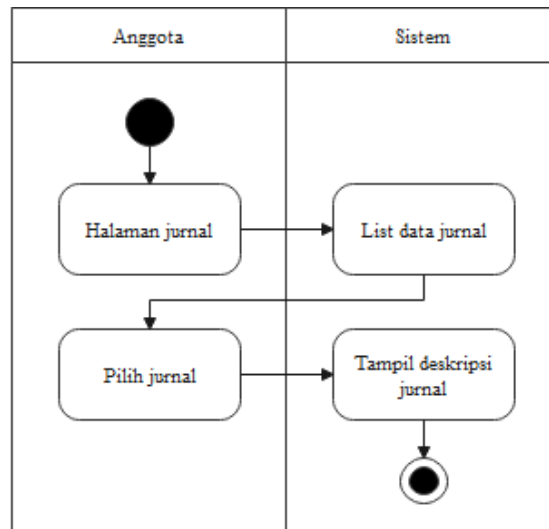 Anggota
Sistem
Halaman jurnal
List data jurnal
Pilih jurnal
Tampil deskripsi
jurnal